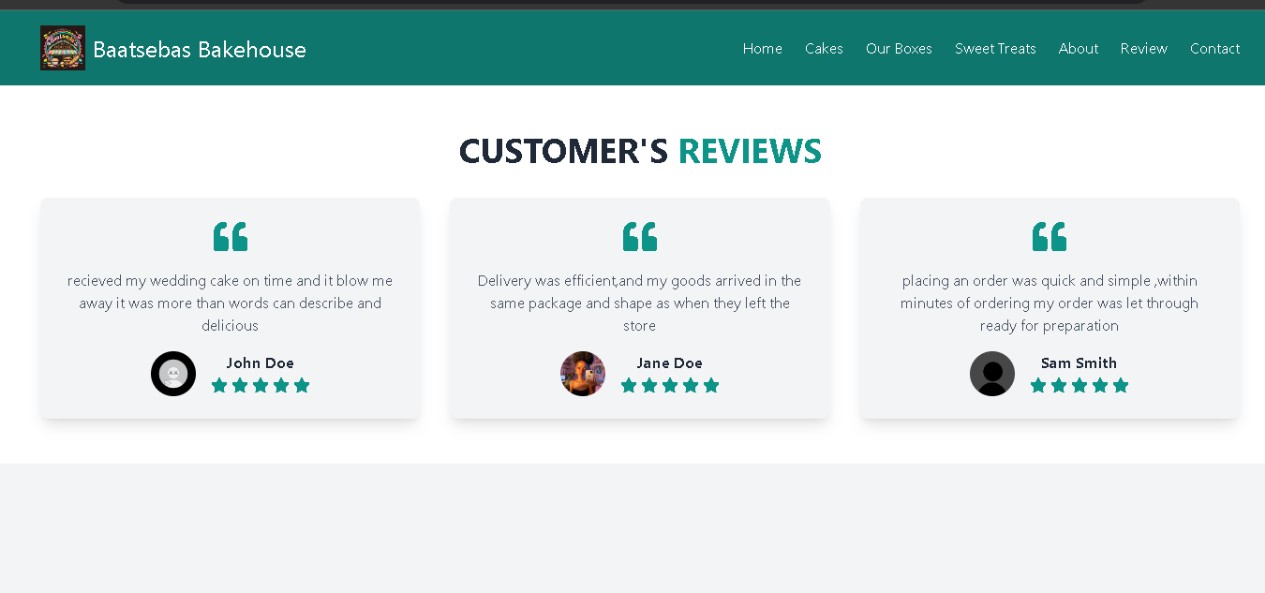 Baatsebas Bakehouse
Home Cakes Our Boxes Sweet Treats About Review Contact
CUSTOMER'S REVIEWS
recieved my wedding cake on time and it blow me
away it was more than words can describe and
delicious
John Doe
Delivery was efficient,and my goods arrived in the
same package and shape as when they left the
store
Jane Doe
placing an order was quick and simple ,within
minutes of ordering my order was let through
ready for preparation
Sam Smith